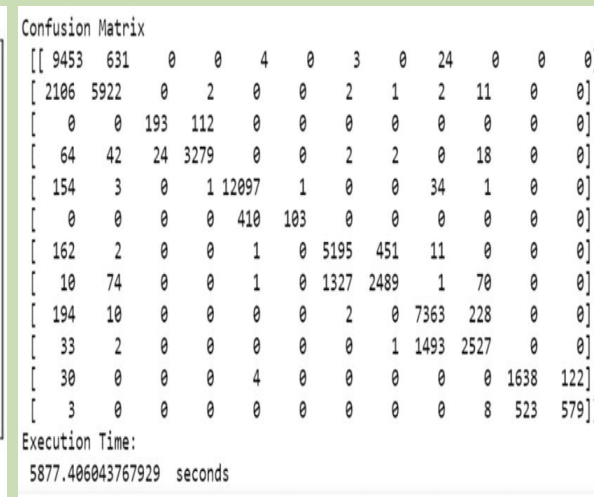 Confusion Matrix
[[ 9453 631 0 0 4 0 3 0 24 0 0 0]
[ 2106 5922 0 2 0 0 2 1 2 11 0 0]
[ 0 0 193 112 0 0 0 0 0 0 0 0]
[ 64 42 24 3279 0 0 2 2 0 18 0 0]
[ 154 3 0 1 12097 1 0 0 34 1 0 0]
[ 0 0 0 0 410 103 0 0 0 0 0 0]
[ 162 2 0 0 1 0 5195 451 11 0 0 0]
[ 10 74 0 0 1 0 1327 2489 1 70 0 0]
[ 194 10 0 0 0 0 2 0 7363 228 0 0]
[ 33 2 0 0 0 0 0 1 1493 2527 0 0]
[ 30 0 0 0 4 0 0 0 0 0 1638 122]
[ 3 0 0 0 0 0 0 0 0 8 523 579]]
Execution Time:
5877.406043767929 seconds